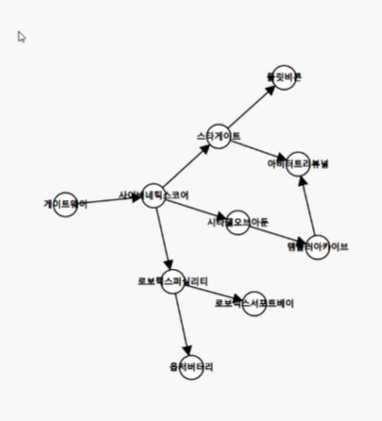 플릿비콘
스타게이트
아비터트리뷰널
사이버네틱스코어
게이트웨이
시타델오브아둔
템플러아카이브
로보틱스퍼실리티
로보틱스서포트베이
옵저버터리